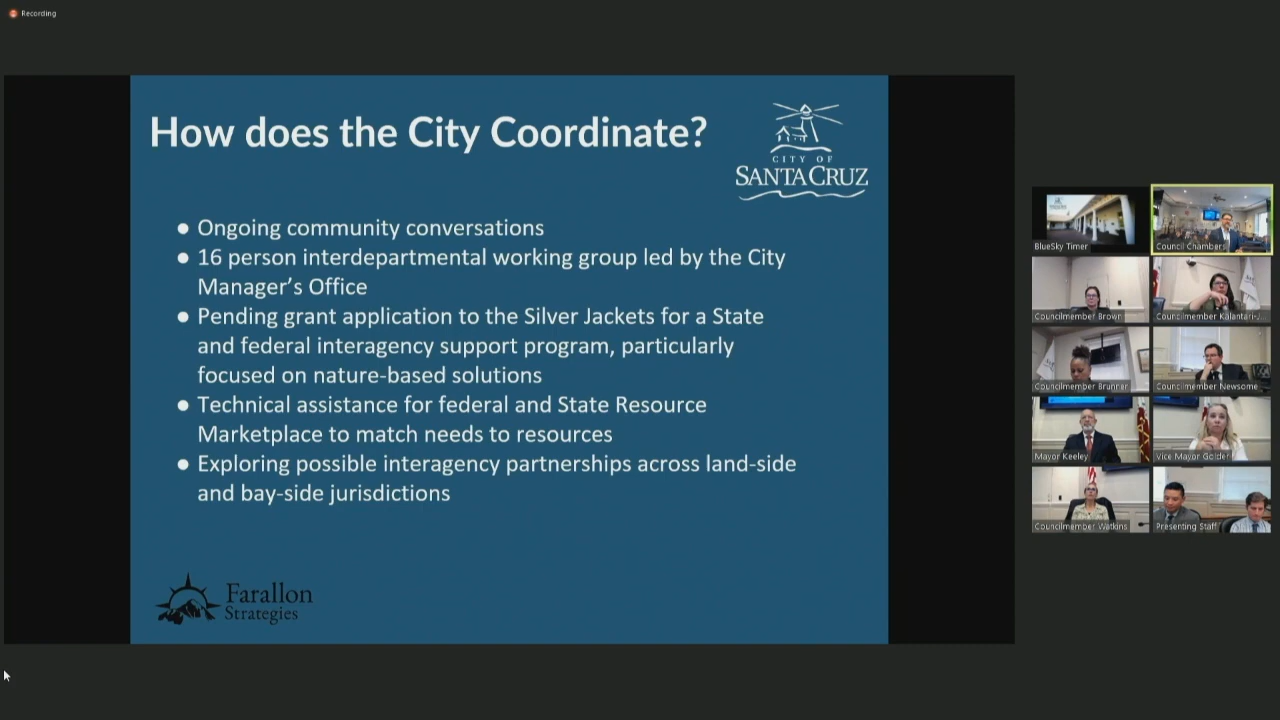 Recording
How does the City Coordinate?
CITY OF
SANTA CRUZ
● Ongoing community conversations
● 16 person interdepartmental working group led by the City
Manager's Office
● Pending grant application to the Silver Jackets for a State
and federal interagency support program, particularly
focused on nature-based solutions
● Technical assistance for federal and State Resource
Marketplace to match needs to resources
● Exploring possible interagency partnerships across land-side
and bay-side jurisdictions
Farallon
Strategies
BlueSky Timer
Council Chambers
Councilmember Brown
Councilmember Kalantari-J...
Councilmember Brunner
Councilmember Newsome
Mayor Keeley
Vice Mayor Golder
Councilmember Watkins
Presenting Staff